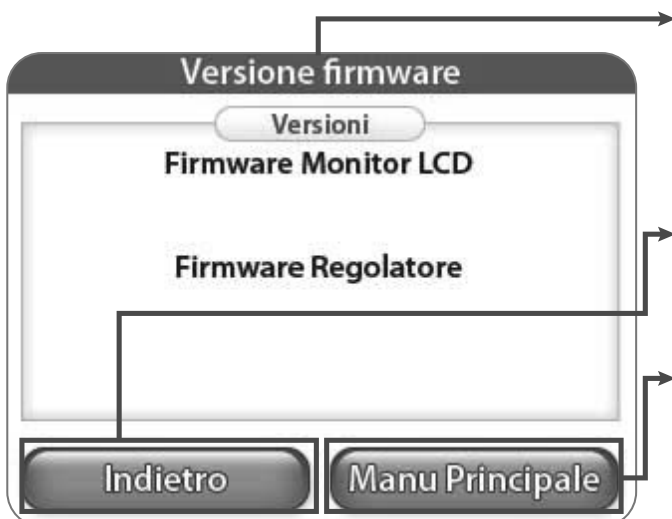 Versione firmware
Versioni
Firmware Monitor LCD
Firmware Regolatore
Indietro
Manu Principale